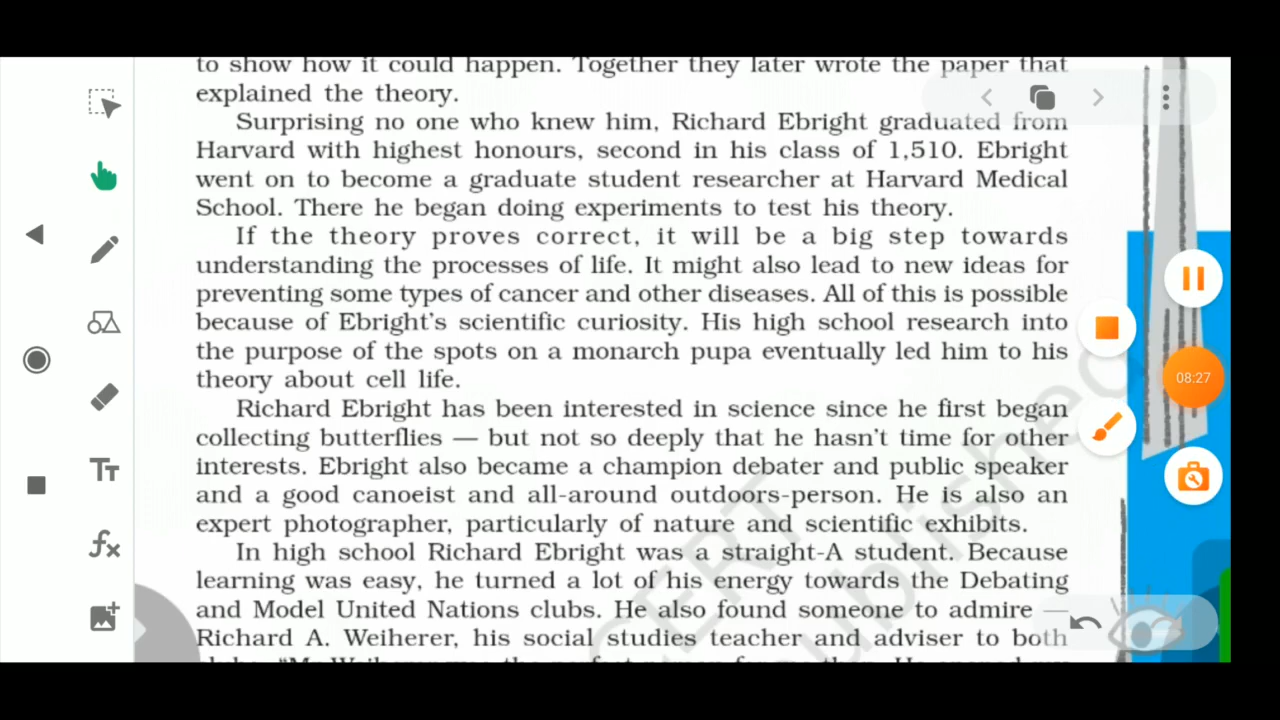 to show how it could happen. Together they later wrote the paper that
explained the theory.
Surprising no one who knew him, Richard Ebright graduated from
Harvard with highest honours, second in his class of 1,510. Ebright
went on to become a graduate student researcher at Harvard Medical
School. There he began doing experiments to test his theory.
If the theory proves correct, it will be a big step towards
understanding the processes of life. It might also lead to new ideas for
preventing some types of cancer and other diseases. All of this is possible
because of Ebright's scientific curiosity. His high school research into
the purpose of the spots on a monarch pupa eventually led him to his
theory about cell life.
Richard Ebright has been interested in science since he first began
collecting butterflies — but not so deeply that he hasn't time for other
interests. Ebright also became a champion debater and public speaker
and a good canoeist and all-around outdoors-person. He is also an
expert photographer, particularly of nature and scientific exhibits.
In high school Richard Ebright was a straight-A student. Because
learning was easy, he turned a lot of his energy towards the Debating
and Model United Nations clubs. He also found someone to admire —
Richard A. Weiherer, his social studies teacher and adviser to both
08:27
Tт
fx